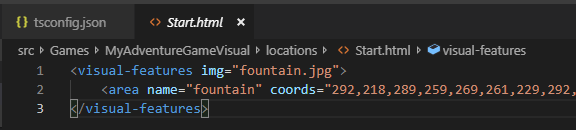 {} tsconfig.json <> Start.html ×
src > Games > MyAdventureGameVisual > locations > <> Start.html > visual-features
1 <visual-features img="fountain.jpg">
2 <area name="fountain" coords="292,218,289,259,269,261,229,292,
3 </visual-features>